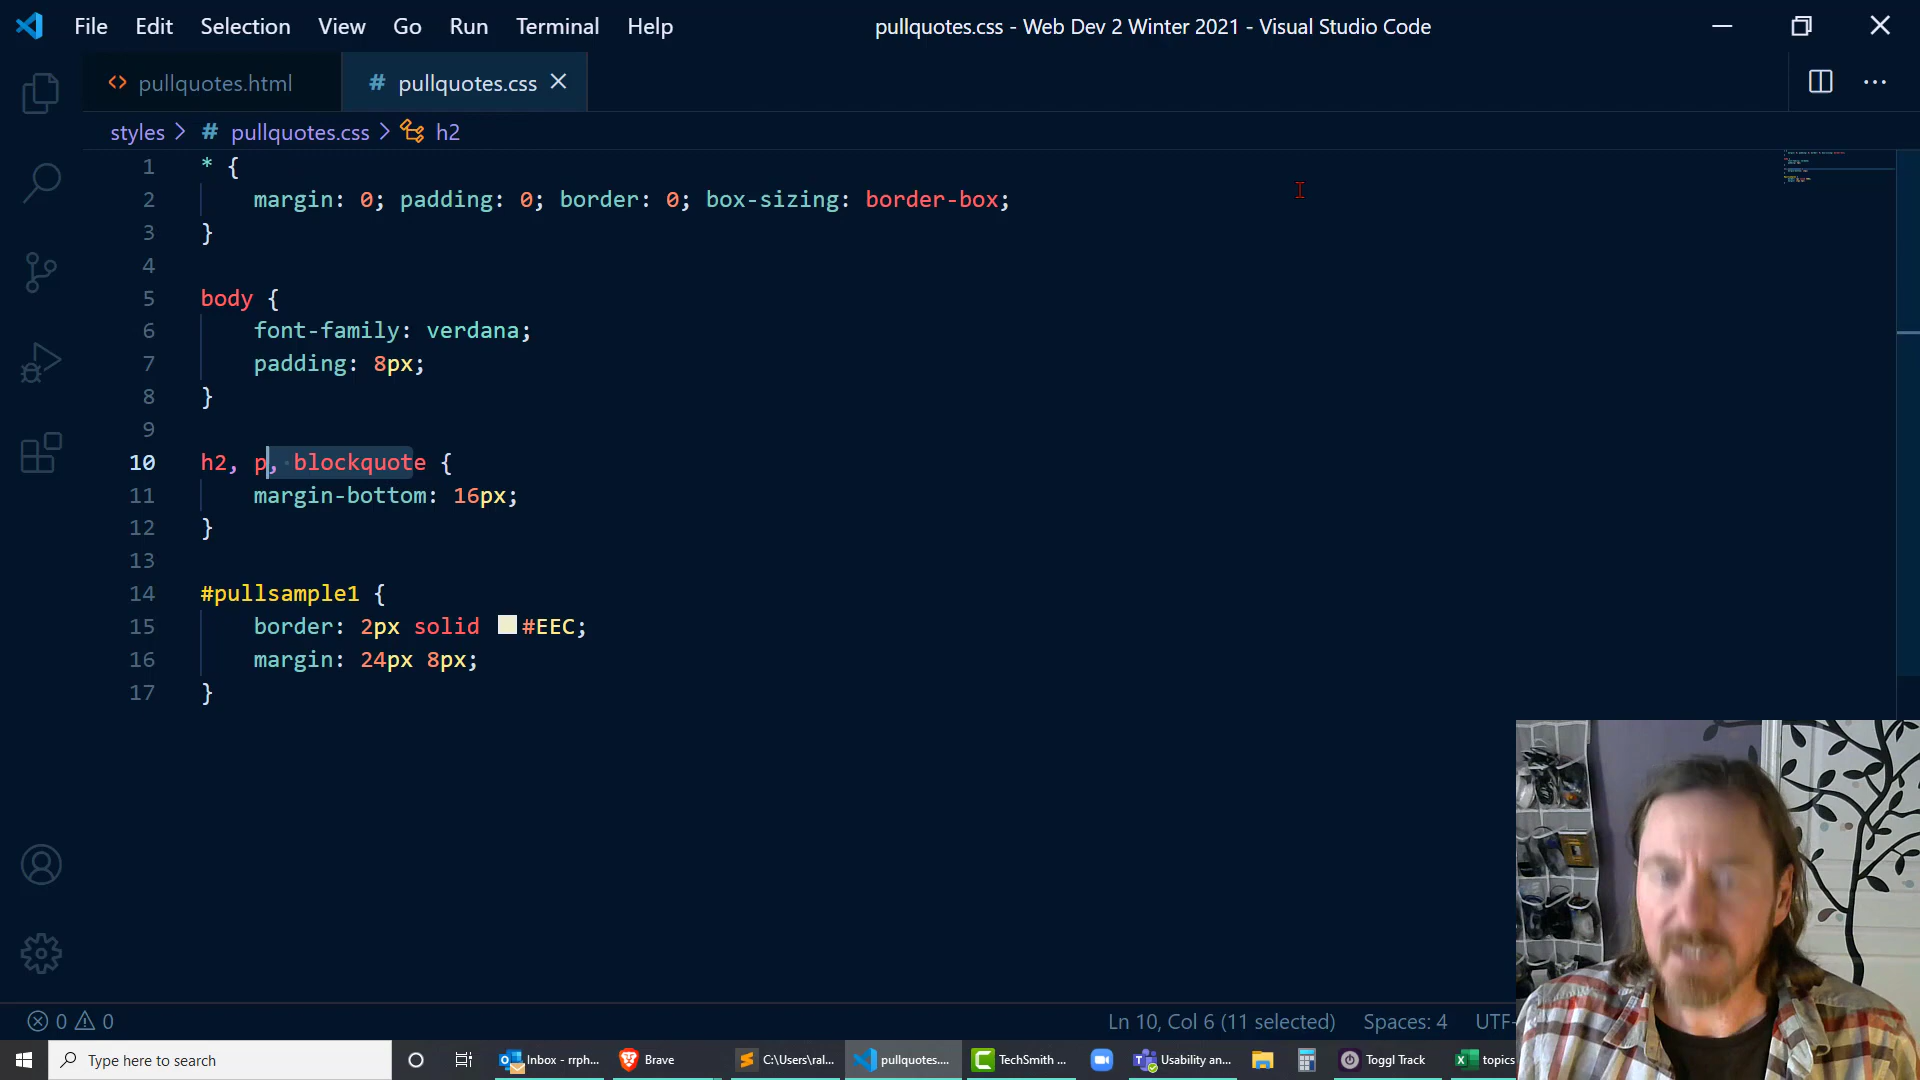 File Edit Selection View Go Run Terminal Help
pullquotes.css - Web Dev 2 Winter 2021 - Visual Studio Code
<> pullquotes.html
# pullquotes.css
styles > # pullquotes.css > h2
1 * {
2 margin: 0; padding: 0; border: 0; box-sizing: border-box;
3 }
4
5 body {
6 font-family: verdana;
7 padding: 8px;
8 }
9
10 h2, p, blockquote {
11 margin-bottom: 16px;
12 }
13
14 #pullsample1 {
15 border: 2px solid #EEC;
16 margin: 24px 8px;
17 }
0 0
Ln 10, Col 6 (11 selected) Spaces: 4 UTF-
Type here to search
Inbox - rrph...
Brave
C:\Users\ral...
pullquotes....
TechSmith ...
Usability an...
Toggl Track
topics